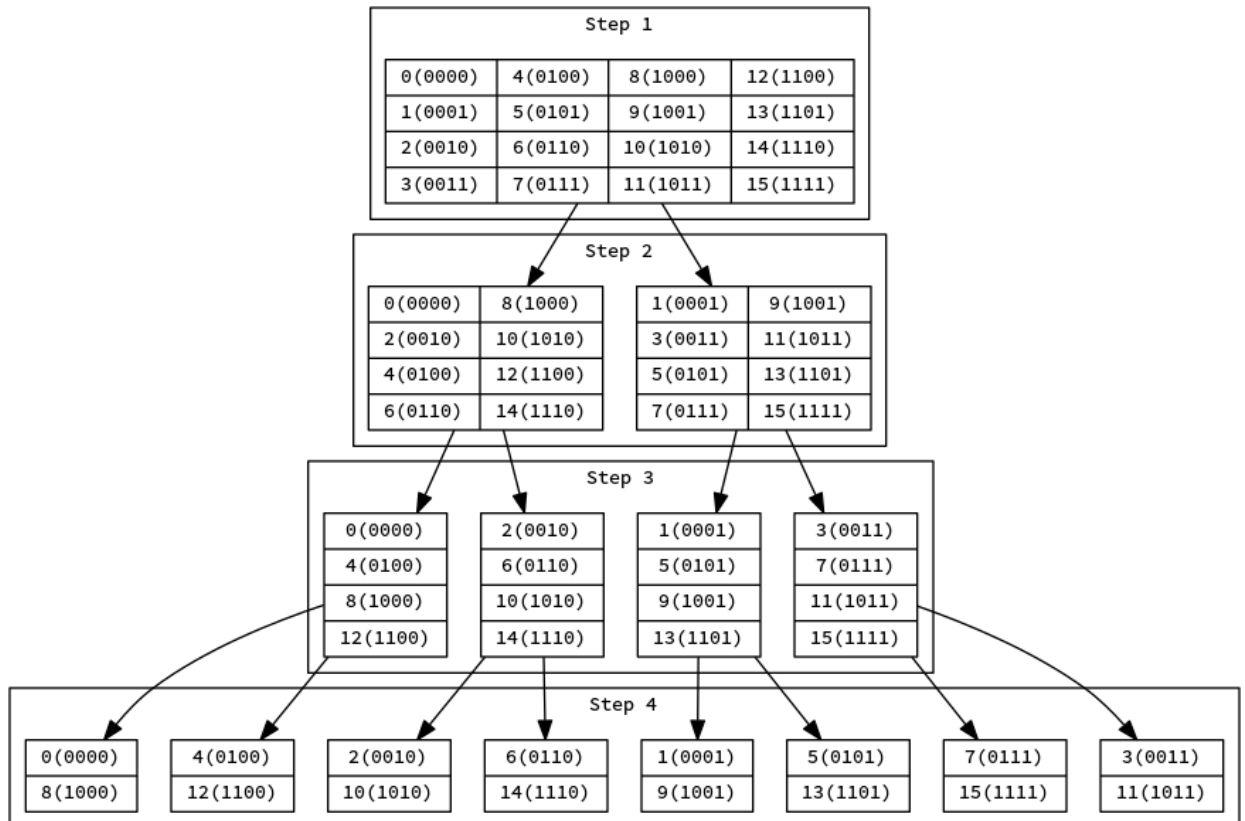 Step 1
0(0000) 4(0100) 8(1000) 12(1100)
1(0001) 5(0101) 9(1001) 13(1101)
2(0010) 6(0110) 10(1010) 14(1110)
3(0011) 7(0111) 11(1011) 15(1111)
Step 2
0(0000) 8(1000) 1(0001) 9(1001)
2(0010) 10(1010) 3(0011) 11(1011)
4(0100) 12(1100) 5(0101) 13(1101)
6(0110) 14(1110) 7(0111) 15(1111)
Step 3
0(0000) 2(0010) 1(0001) 3(0011)
4(0100) 6(0110) 5(0101) 7(0111)
8(1000) 10(1010) 9(1001) 11(1011)
12(1100) 14(1110) 13(1101) 15(1111)
Step 4
0(0000) 4(0100) 2(0010) 6(0110) 1(0001) 5(0101) 7(0111) 3(0011)
8(1000) 12(1100) 10(1010) 14(1110) 9(1001) 13(1101) 15(1111) 11(1011)